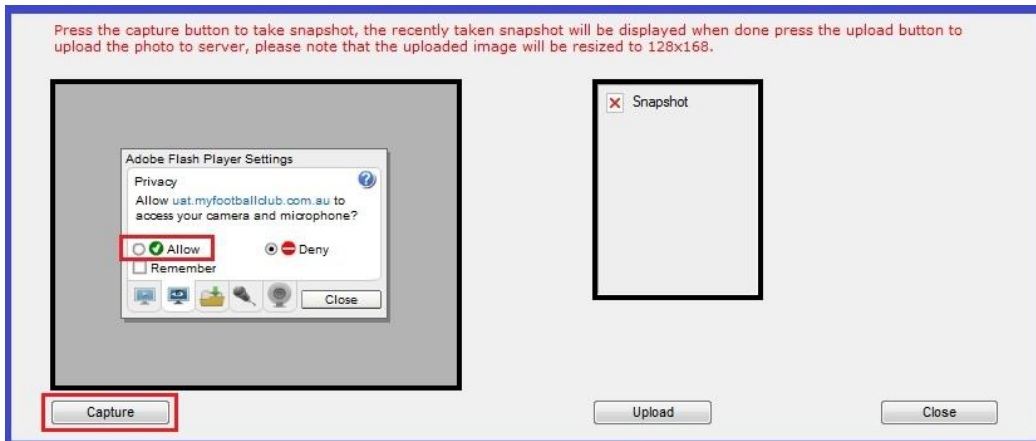 Press the capture button to take snapshot, the recently taken snapshot will be displayed when done press the upload button to
upload the photo to server, please note that the uploaded image will be resized to 128x168.
Adobe Flash Player Settings
Privacy
?
Allow uat.myfootballclub.com.au to
access your camera and microphone?
Allow
Deny
Remember
Close
Snapshot
Capture
Upload
Close